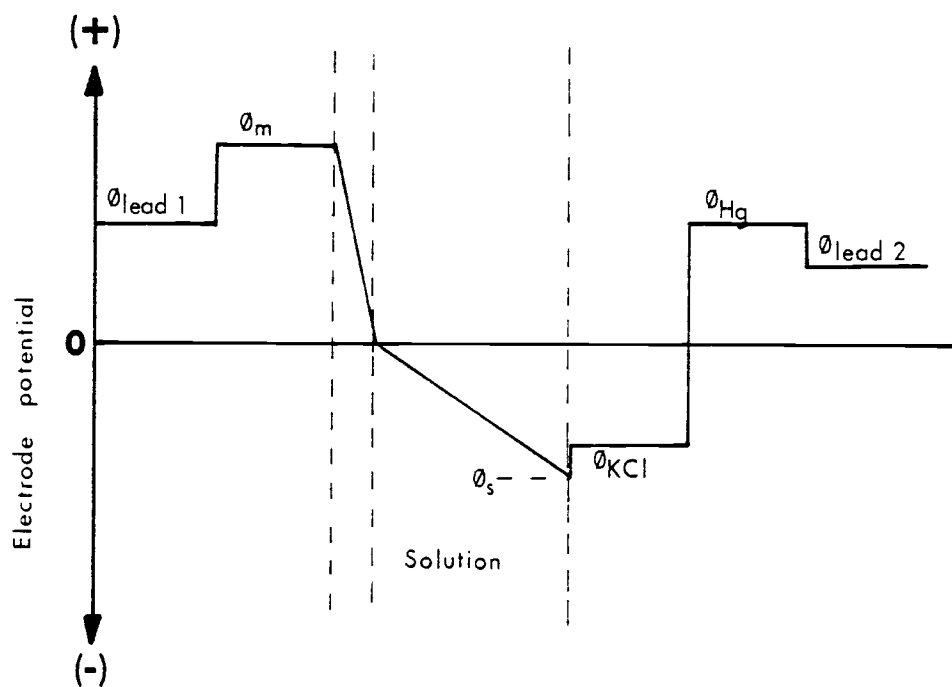 (+)
Øm
Ølead 1
ØHg
Ølead 2
0
Electrode potential
ØKCl
Øs
Solution
(-)